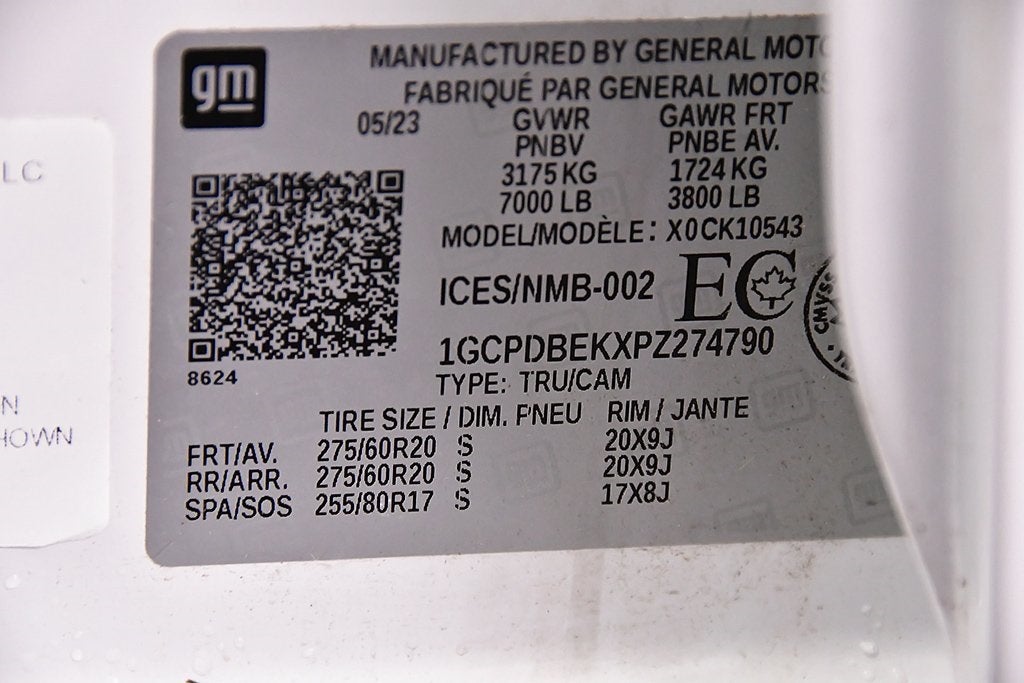 LC
N
HOWN
gm
MANUFACTURED BY GENERAL MOT
FABRIQUÉ PAR GENERAL MOTORS
05/23
GVWR GAWR FRT
PNBV PNBE AV.
3175 KG 1724 KG
7000 LB 3800 LB
MODEL/MODÈLE: X0CK10543
ICES/NMB-002 EC
CMVSS
1GCPDBEKXPZ274790
8624
TYPE: TRU/CAM
TIRE SIZE / DIM. PNEU RIM / JANTE
FRT/AV. 275/60R20 S 20X9J
RR/ARR. 275/60R20 S 20X9J
SPA/SOS 255/80R17 S 17X8J